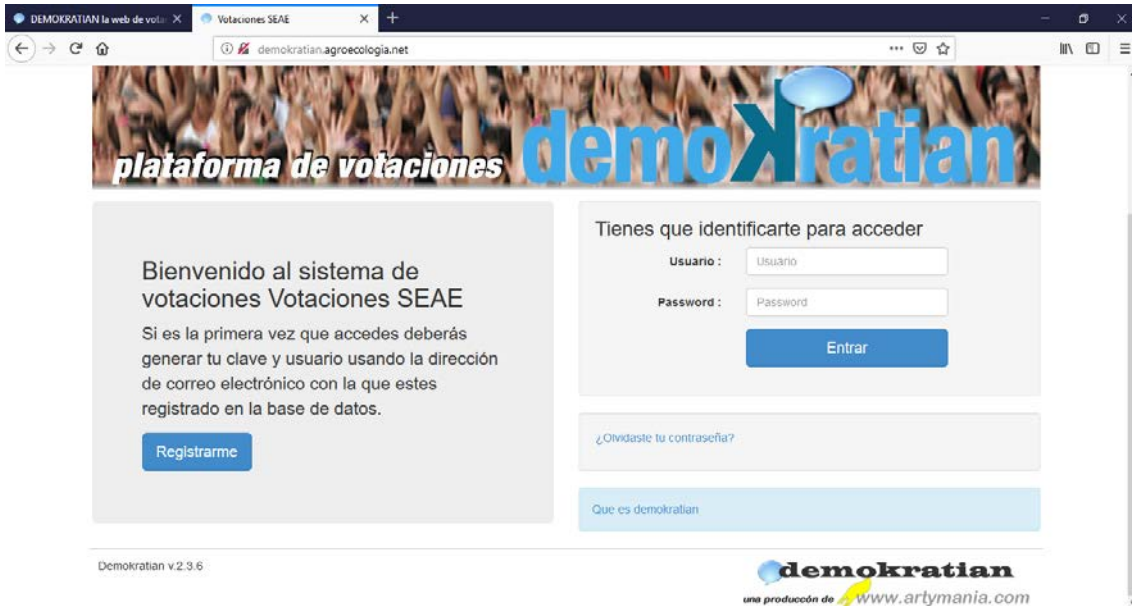 DEMOKRATIAN la web de vota
Votaciones SEAE
demokratian.agroecologia.net
plataforma de votaciones demokratian
Bienvenido al sistema de
votaciones Votaciones SEAE
Si es la primera vez que accedes deberás
generar tu clave y usuario usando la dirección
de correo electrónico con la que estes
registrado en la base de datos.
Registrarme
Tienes que identificarte para acceder
Usuario : Usuario
Password : Password
Entrar
¿Olvidaste tu contraseña?
Que es demokratian
Demokratian v.2.3.6
demokratian
una produccón de www.artymania.com